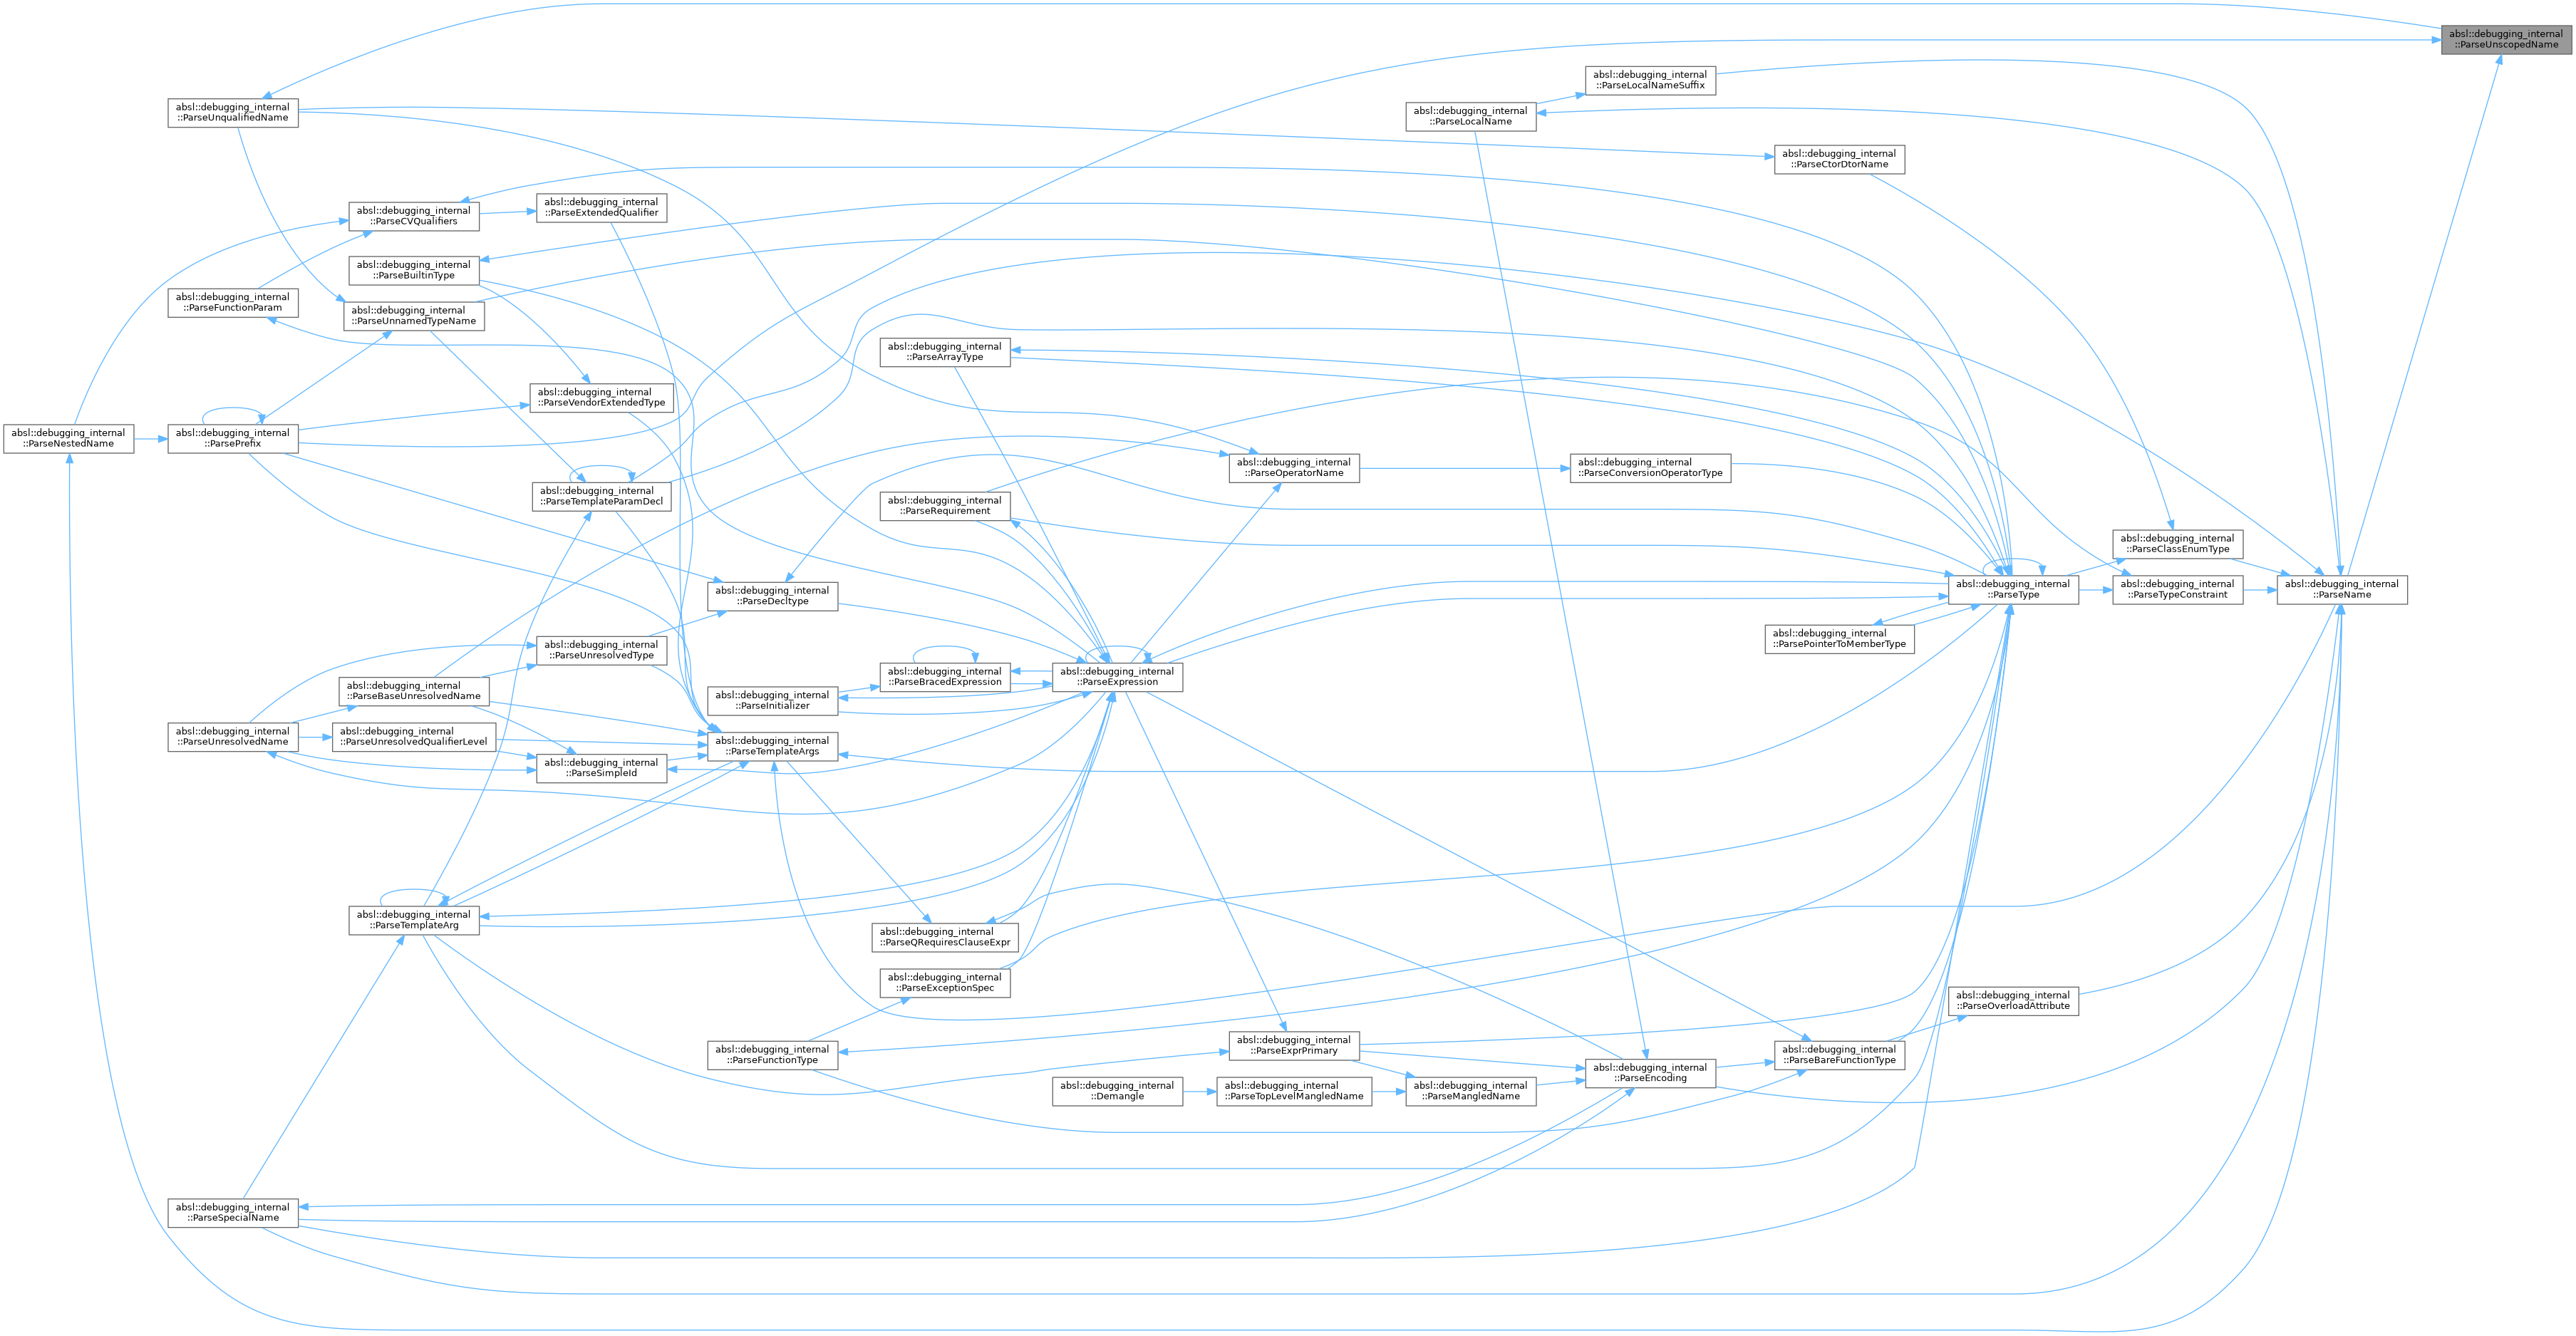 absl::debugging_internal
::ParseUnscopedName
absl::debugging_internal
::ParseLocalNameSuffix
absl::debugging_internal
::ParseUnqualifiedName
absl::debugging_internal
::ParseLocalName
absl::debugging_internal
::ParseCtorDtorName
absl::debugging_internal
::ParseCVQualifiers
absl::debugging_internal
::ParseExtendedQualifier
absl::debugging_internal
::ParseBuiltinType
absl::debugging_internal
::ParseFunctionParam
absl::debugging_internal
::ParseUnnamedTypeName
absl::debugging_internal
::ParseArrayType
absl::debugging_internal
::ParseVendorExtendedType
absl::debugging_internal
::ParseNestedName
absl::debugging_internal
::ParsePrefix
absl::debugging_internal
::ParseOperatorName
absl::debugging_internal
::ParseConversionOperatorType
absl::debugging_internal
::ParseTemplateParamDecl
absl::debugging_internal
::ParseRequirement
absl::debugging_internal
::ParseClassEnumType
absl::debugging_internal
::ParseDecltype
absl::debugging_internal
::ParseType
absl::debugging_internal
::ParseTypeConstraint
absl::debugging_internal
::ParseName
absl::debugging_internal
::ParsePointerToMemberType
absl::debugging_internal
::ParseUnresolvedType
absl::debugging_internal
::ParseBracedExpression
absl::debugging_internal
::ParseExpression
absl::debugging_internal
::ParseBaseUnresolvedName
absl::debugging_internal
::ParseInitializer
absl::debugging_internal
::ParseUnresolvedName
absl::debugging_internal
::ParseUnresolvedQualifierLevel
absl::debugging_internal
::ParseTemplateArgs
absl::debugging_internal
::ParseSimpleId
absl::debugging_internal
::ParseTemplateArg
absl::debugging_internal
::ParseQRequiresClauseExpr
absl::debugging_internal
::ParseExceptionSpec
absl::debugging_internal
::ParseOverloadAttribute
absl::debugging_internal
::ParseFunctionType
absl::debugging_internal
::ParseExprPrimary
absl::debugging_internal
::ParseBareFunctionType
absl::debugging_internal
::ParseEncoding
absl::debugging_internal
::Demangle
absl::debugging_internal
::ParseTopLevelMangledName
absl::debugging_internal
::ParseMangledName
absl::debugging_internal
::ParseSpecialName